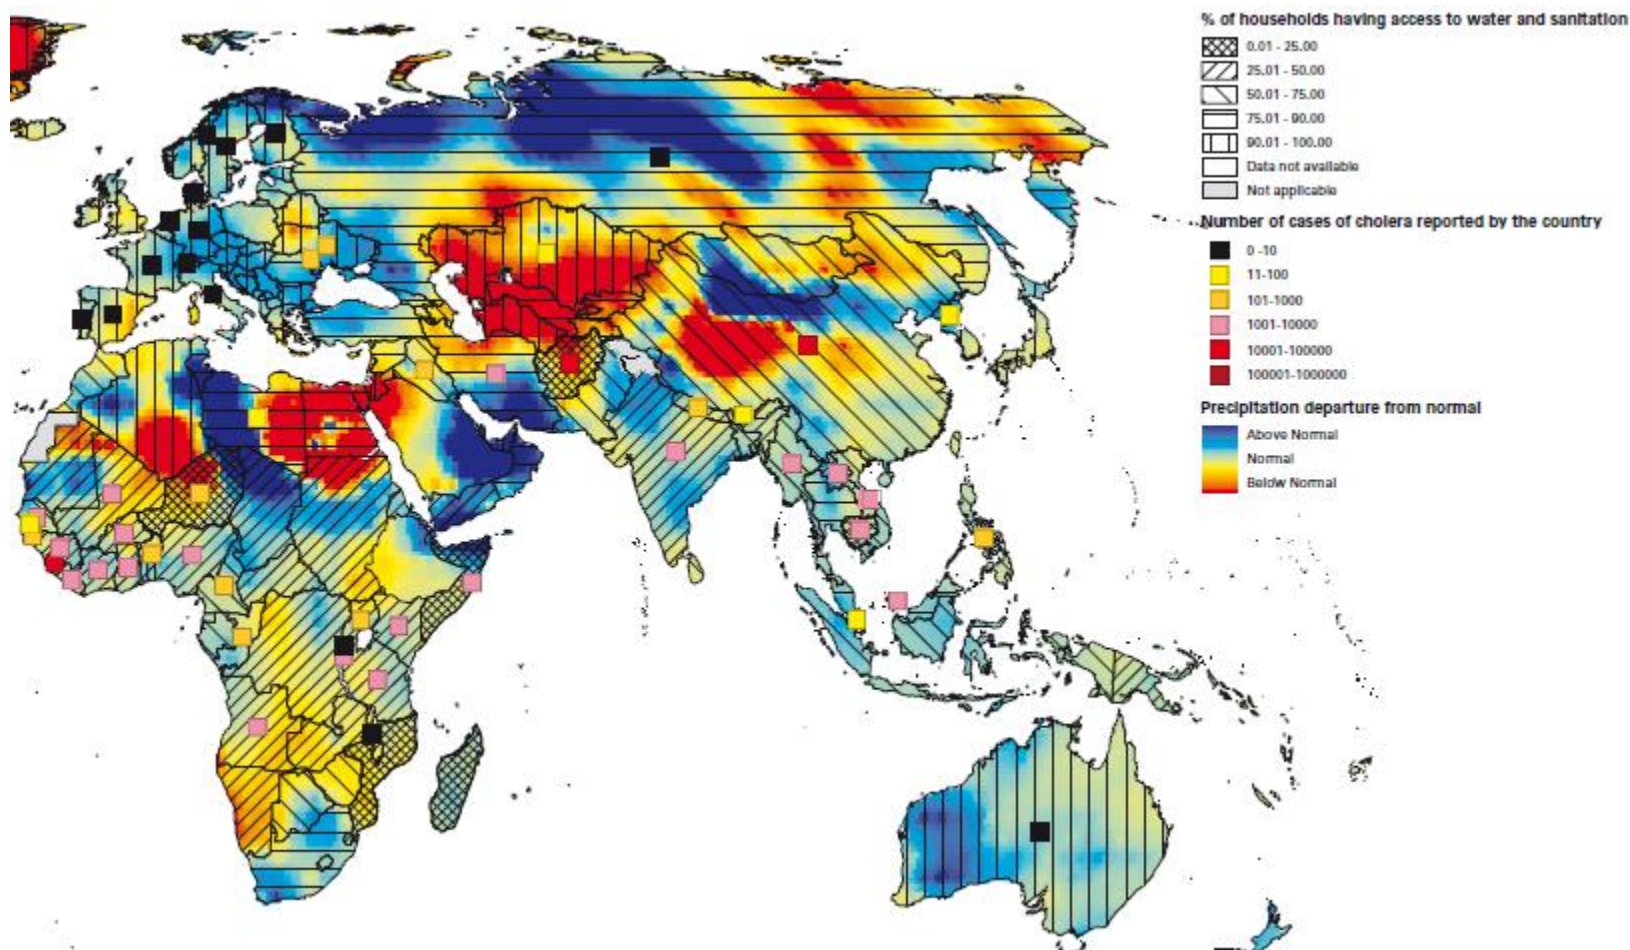 % of households having access to water and sanitation
0.01 - 25.00
25.01 - 50.00
50.01 - 75.00
75.01 - 90.00
90.01 - 100.00
Data not available
Not applicable
Number of cases of cholera reported by the country
0 -10
11-100
101-1000
1001-10000
10001-100000
100001-1000000
Precipitation departure from normal
Above Normal
Normal
Below Normal